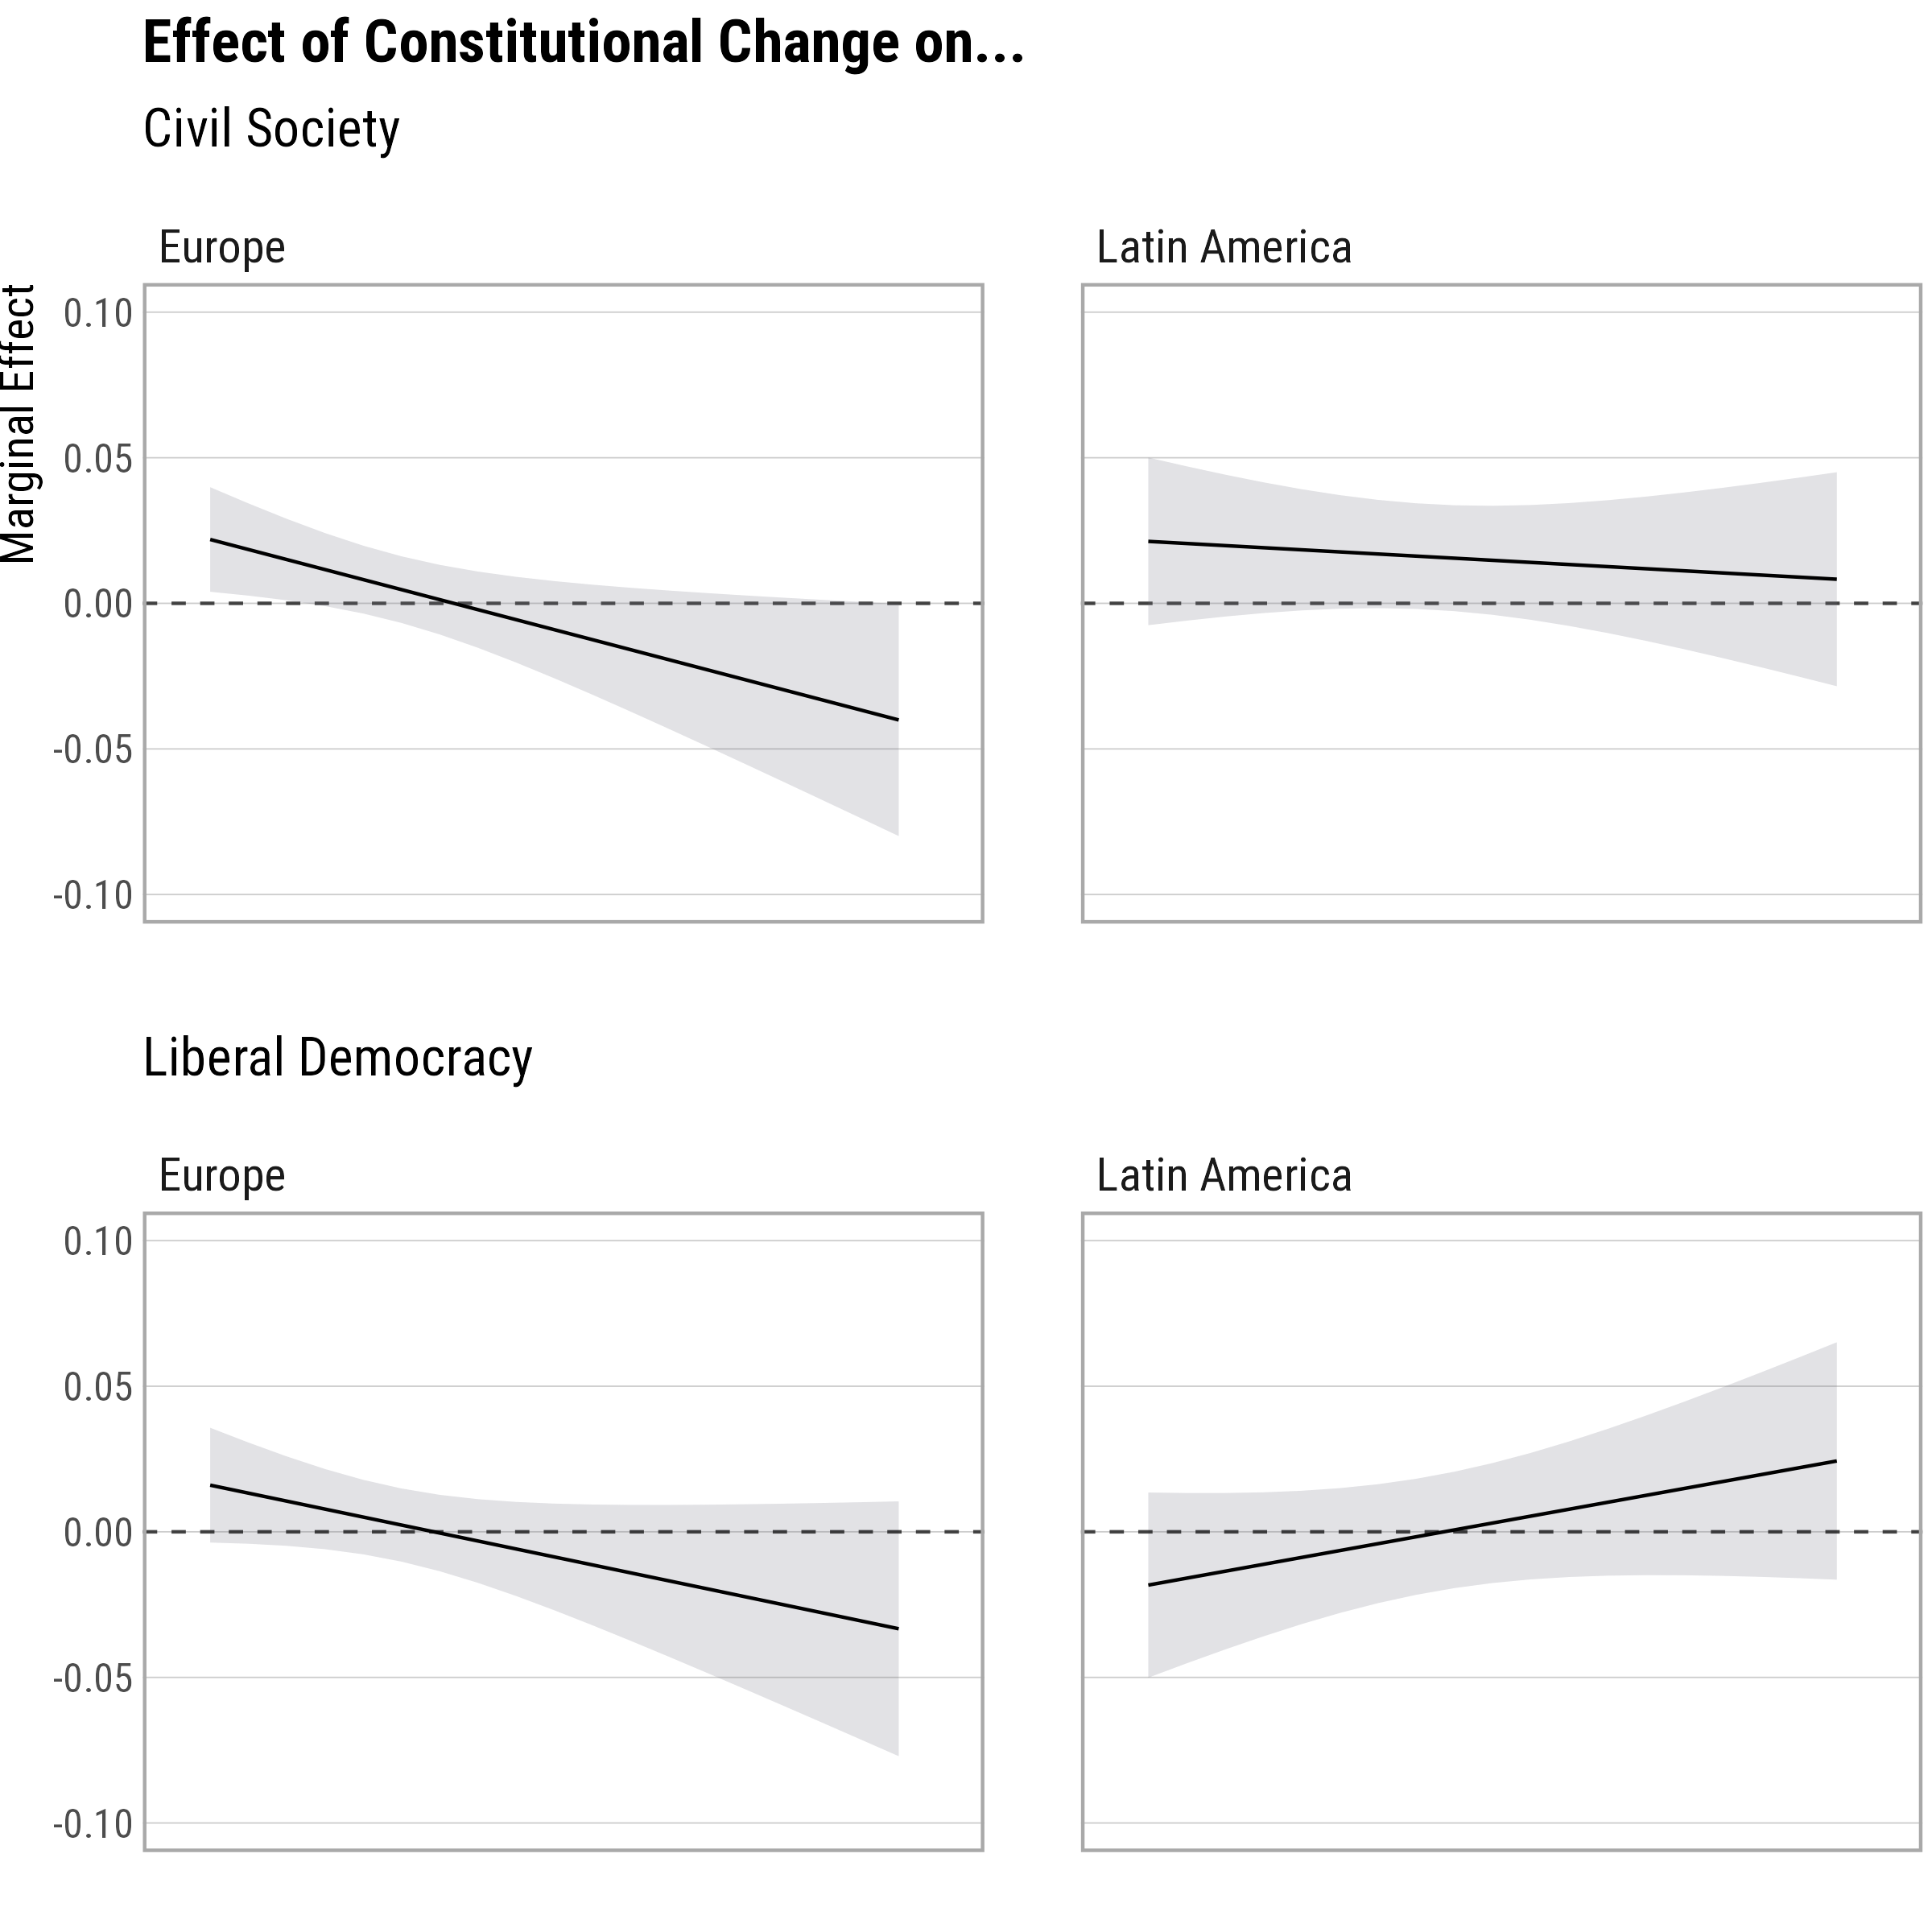 Effect of Constitutional Change on...
Civil Society
Europe
Latin America
Marginal Effect
0.10
0.05
0.00
-0.05
-0.10
Liberal Democracy
Europe
Latin America
0.10
0.05
0.00
-0.05
-0.10